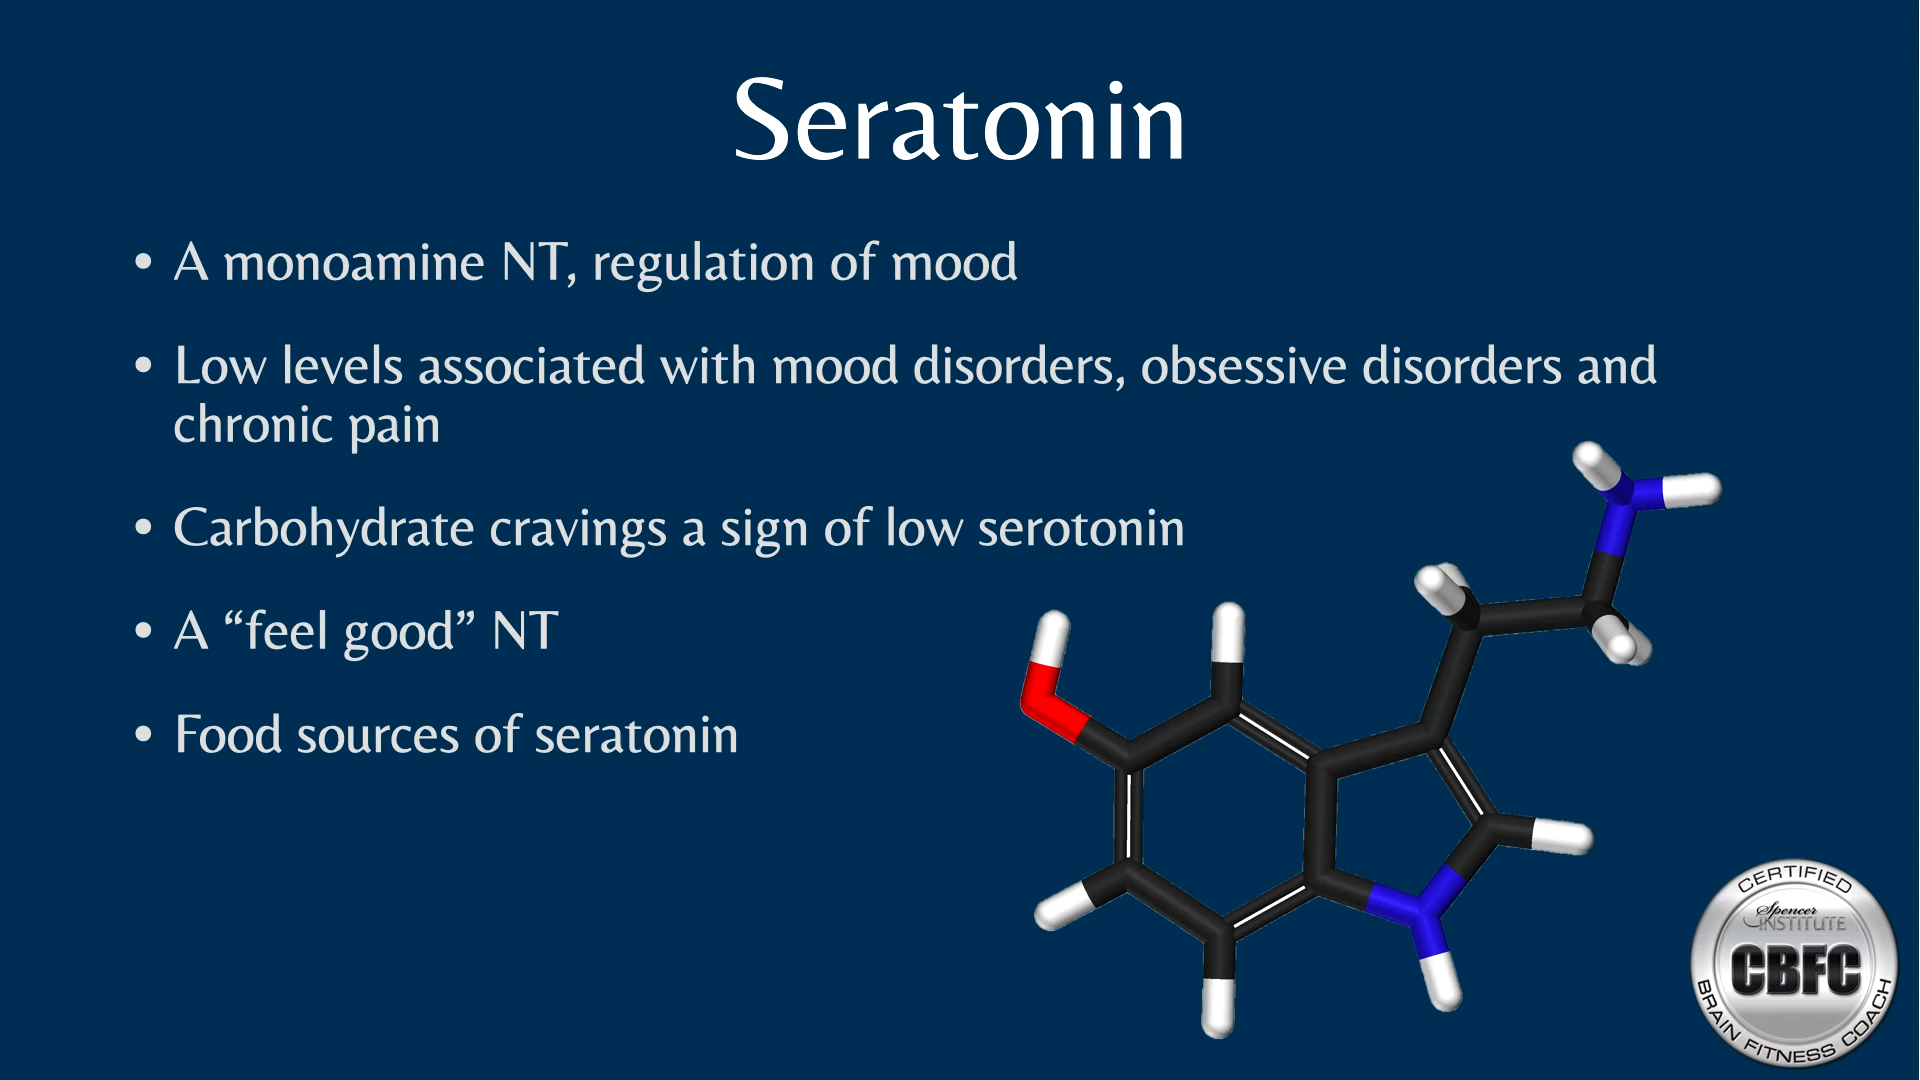 Seratonin
• A monoamine NT, regulation of mood
• Low levels associated with mood disorders, obsessive disorders and
chronic pain
• Carbohydrate cravings a sign of low serotonin
• A “feel good” NT
• Food sources of seratonin
CERTIFIED
Spencer
INSTITUTE
CBFC
BRAIN FITNESS COACH